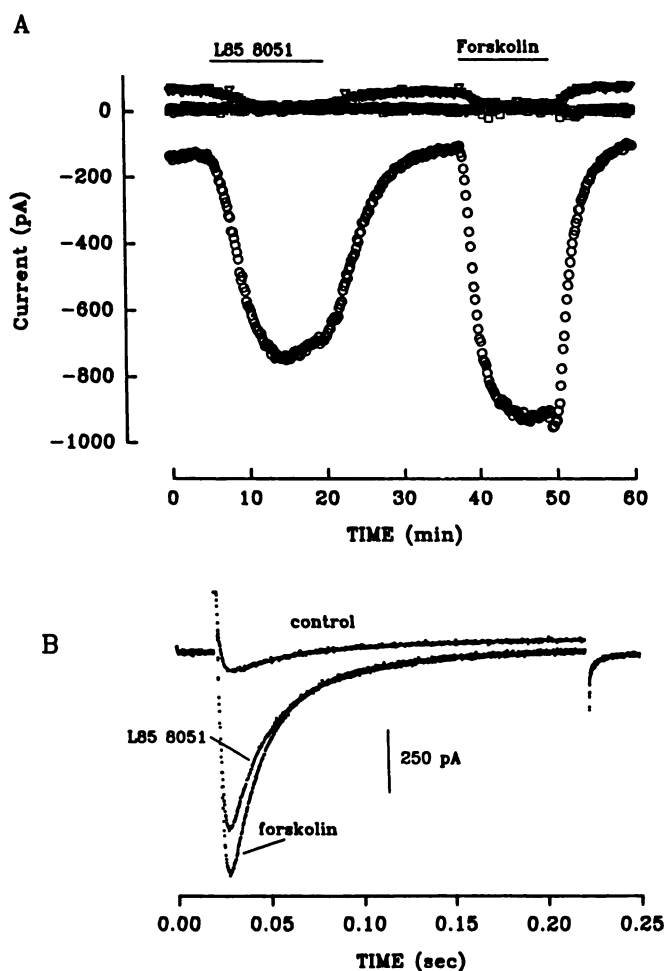 A
L85 8051
Forskolin
0
-200
-400
-600
-800
-1000
Current (pA)
0 10 20 30 40 50 60
TIME (min)
B
control
L85 8051
250 pA
forskolin
0.00 0.05 0.10 0.15 0.20 0.25
TIME (sec)